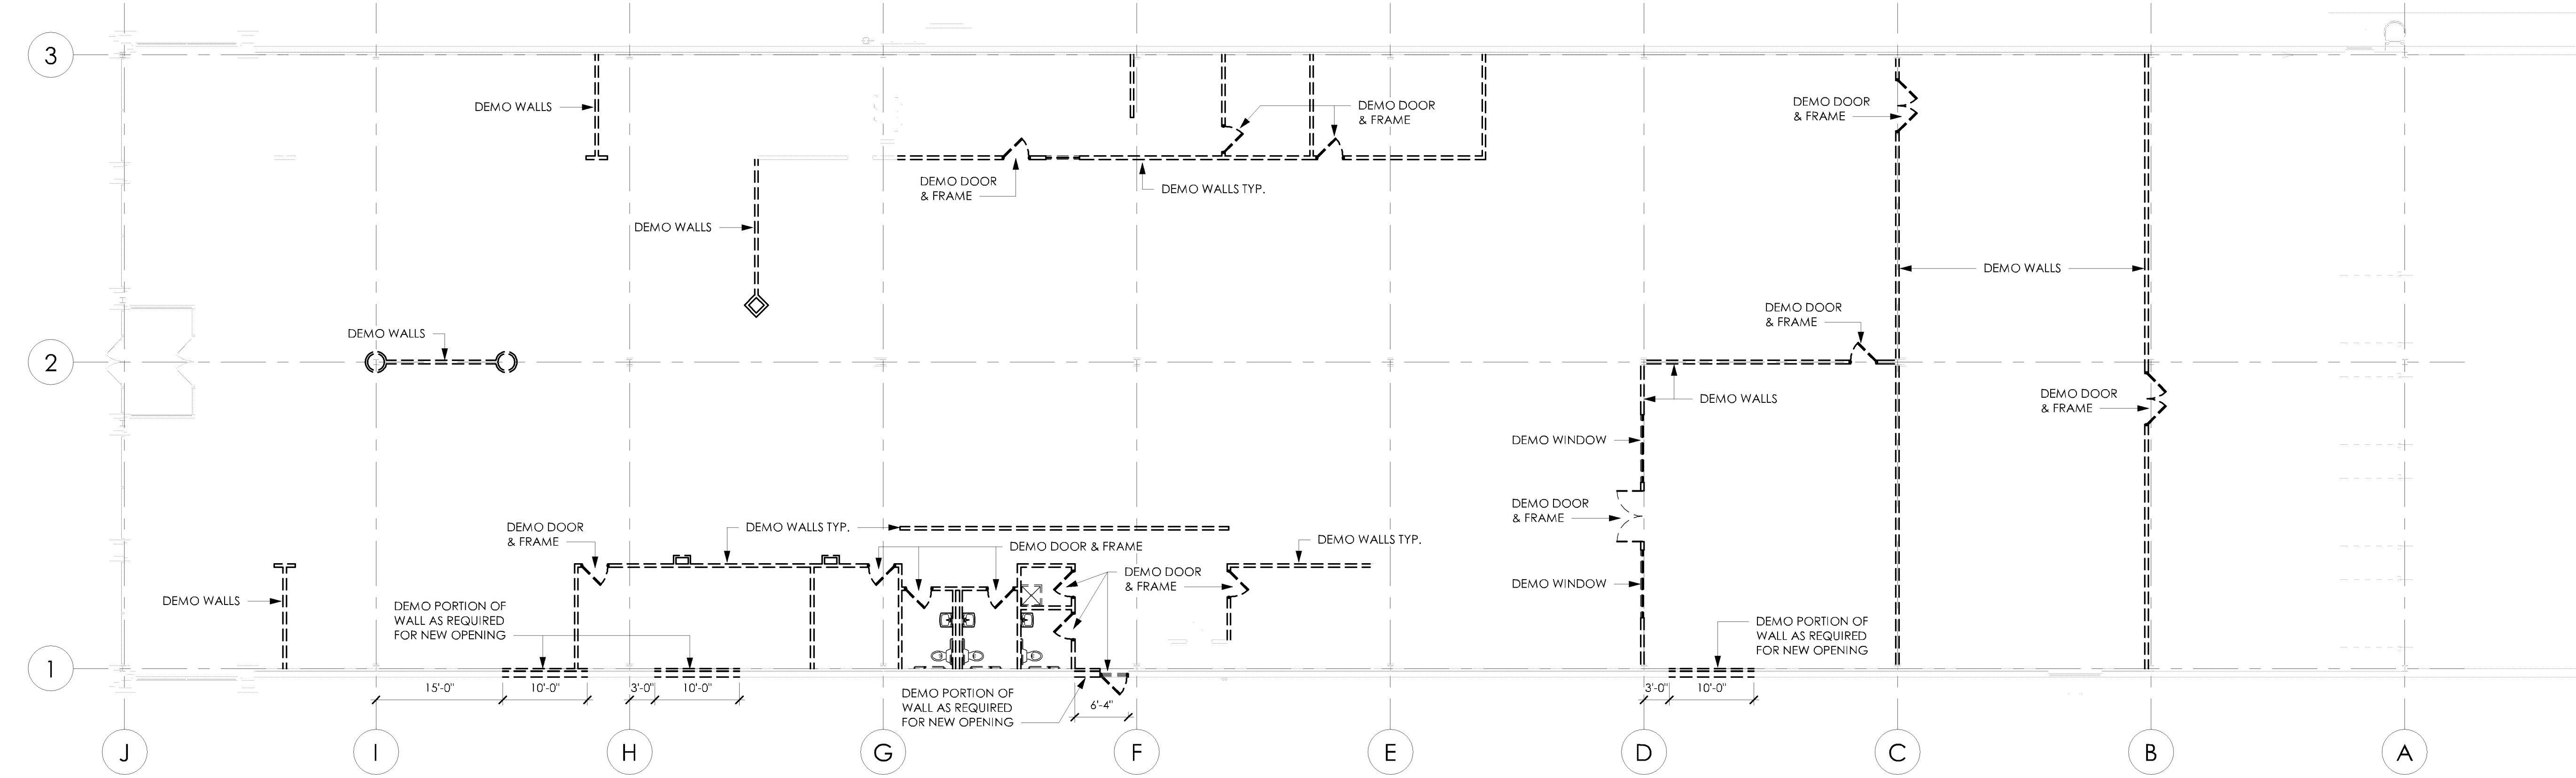 3
DEMO WALLS
DEMO DOOR
& FRAME
DEMO DOOR
& FRAME
DEMO DOOR
& FRAME
DEMO WALLS TYP.
DEMO WALLS
DEMO WALLS
DEMO DOOR
& FRAME
DEMO WALLS
2
DEMO WALLS
DEMO DOOR
& FRAME
DEMO WINDOW
DEMO DOOR
& FRAME
DEMO DOOR
& FRAME
DEMO WALLS TYP.
DEMO DOOR & FRAME
DEMO WALLS TYP.
DEMO DOOR
& FRAME
DEMO WINDOW
DEMO WALLS
DEMO PORTION OF
WALL AS REQUIRED
FOR NEW OPENING
DEMO PORTION OF
WALL AS REQUIRED
FOR NEW OPENING
1
15'-0"
10'-0"
3'-0"
10'-0"
DEMO PORTION OF
WALL AS REQUIRED
FOR NEW OPENING
6'-4"
3'-0"
10'-0"
J
I
H
G
F
E
D
C
B
A